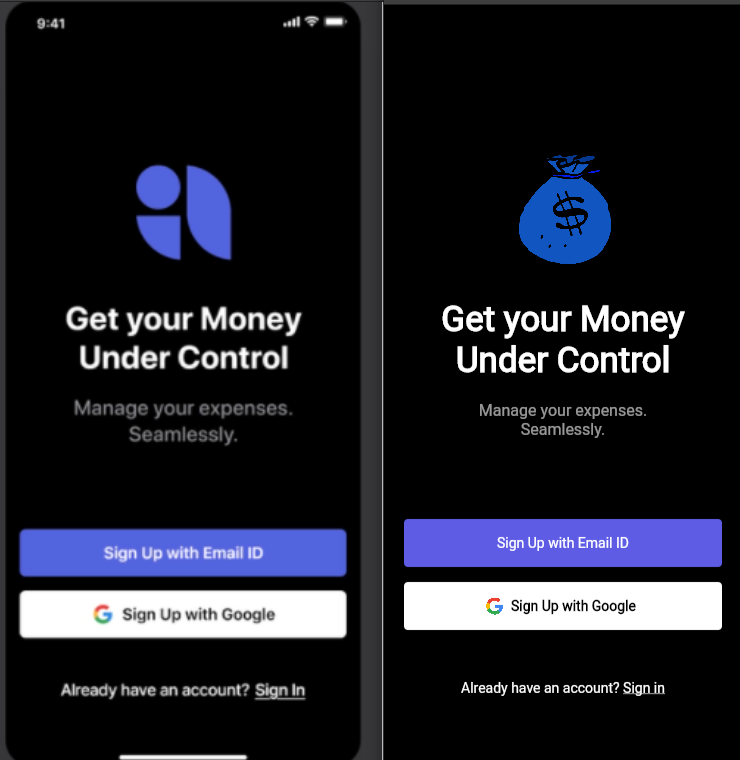 9:41
Get your Money
Under Control
Manage your expenses.
Seamlessly.
Sign Up with Email ID
Sign Up with Google
Already have an account? Sign In
$
Get your Money
Under Control
Manage your expenses.
Seamlessly.
Sign Up with Email ID
Sign Up with Google
Already have an account? Sign in